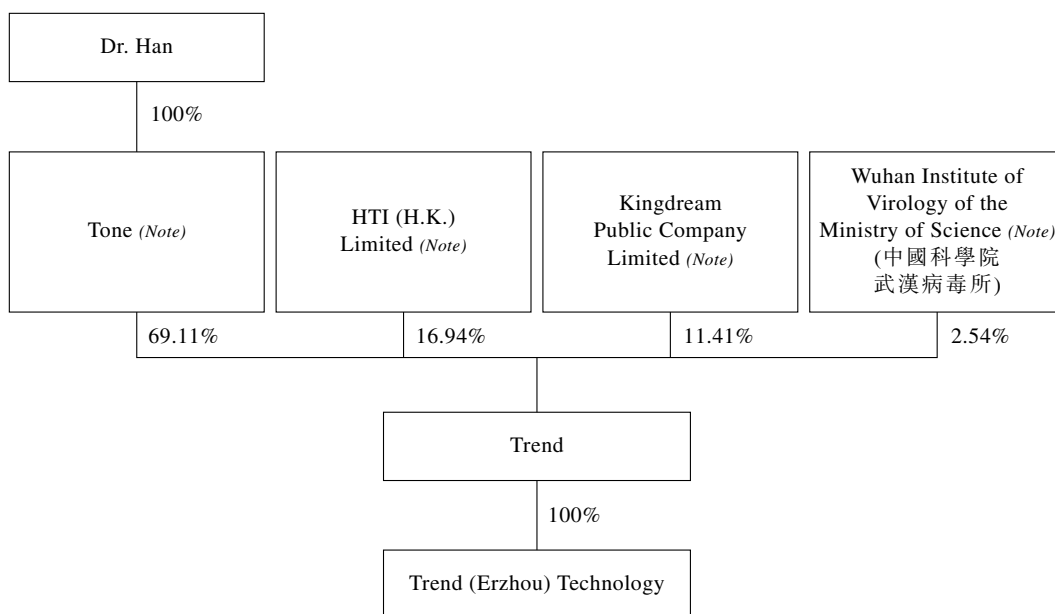 Dr. Han
100%
Tone (Note)
HTI (H.K.)
Limited (Note)
Kingdream
Public Company
Limited (Note)
Wuhan Institute of
Virology of the
Ministry of Science (Note)
(中國科學院
武漢病毒所)
69.11%
16.94%
11.41%
2.54%
Trend
100%
Trend (Erzhou) Technology